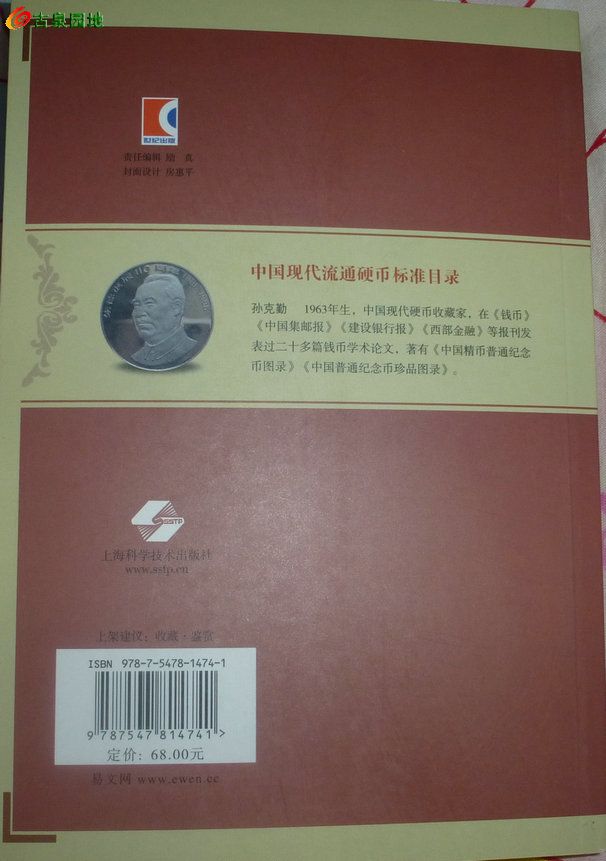 古泉园地
世纪出版
责任编辑 励 真
封面设计 房惠平
中国现代流通硬币标准目录
孙克勤 1963年生，中国现代硬币收藏家，在《钱币》
《中国集邮报》《建设银行报》《西部金融》等报刊发
表过二十多篇钱币学术论文，著有《中国精币普通纪念
币图录》《中国普通纪念币珍品图录》。
SSTP
上海科学技术出版社
www.sstp.cn
上架建议：收藏·鉴赏
ISBN 978-7-5478-1474-1
9 787547 814741 >
定价：68.00元
易文网 www.ewen.cc